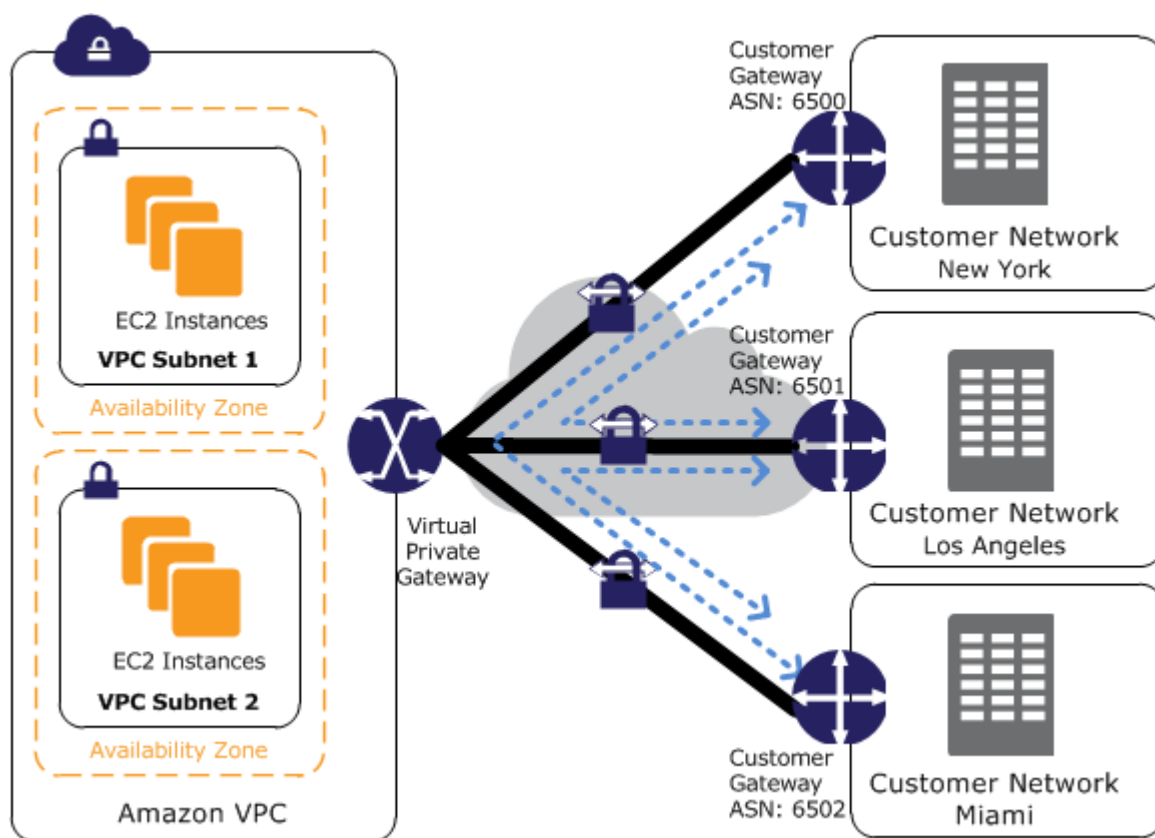 Customer
Gateway
ASN: 6500
Customer Network
New York
EC2 Instances
VPC Subnet 1
Availability Zone
Customer
Gateway
ASN: 6501
Customer Network
Los Angeles
Virtual
Private
Gateway
EC2 Instances
VPC Subnet 2
Availability Zone
Customer
Gateway
ASN: 6502
Customer Network
Miami
Amazon VPC